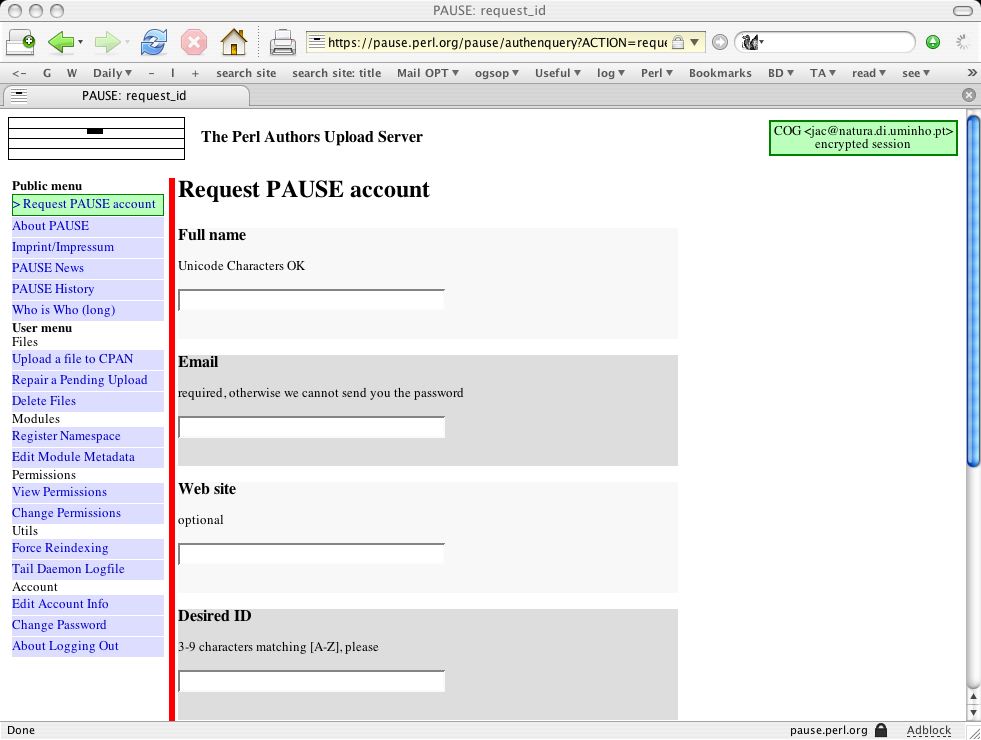 PAUSE: request_id
https://pause.perl.org/pause/authenquery?ACTION=reque
<- G W Daily - I + search site search site: title Mail OPT ogsop Useful log Perl Bookmarks BD TA read see »
PAUSE: request_id
The Perl Authors Upload Server
COG <jac@natura.di.uminho.pt>
encrypted session
Public menu
> Request PAUSE account
About PAUSE
Imprint/Impressum
PAUSE News
PAUSE History
Who is Who (long)
User menu
Files
Upload a file to CPAN
Repair a Pending Upload
Delete Files
Modules
Register Namespace
Edit Module Metadata
Permissions
View Permissions
Change Permissions
Utils
Force Reindexing
Tail Daemon Logfile
Account
Edit Account Info
Change Password
About Logging Out
Request PAUSE account
Full name
Unicode Characters OK
Email
required, otherwise we cannot send you the password
Web site
optional
Desired ID
3-9 characters matching [A-Z], please
Done
pause.perl.org
Adblock